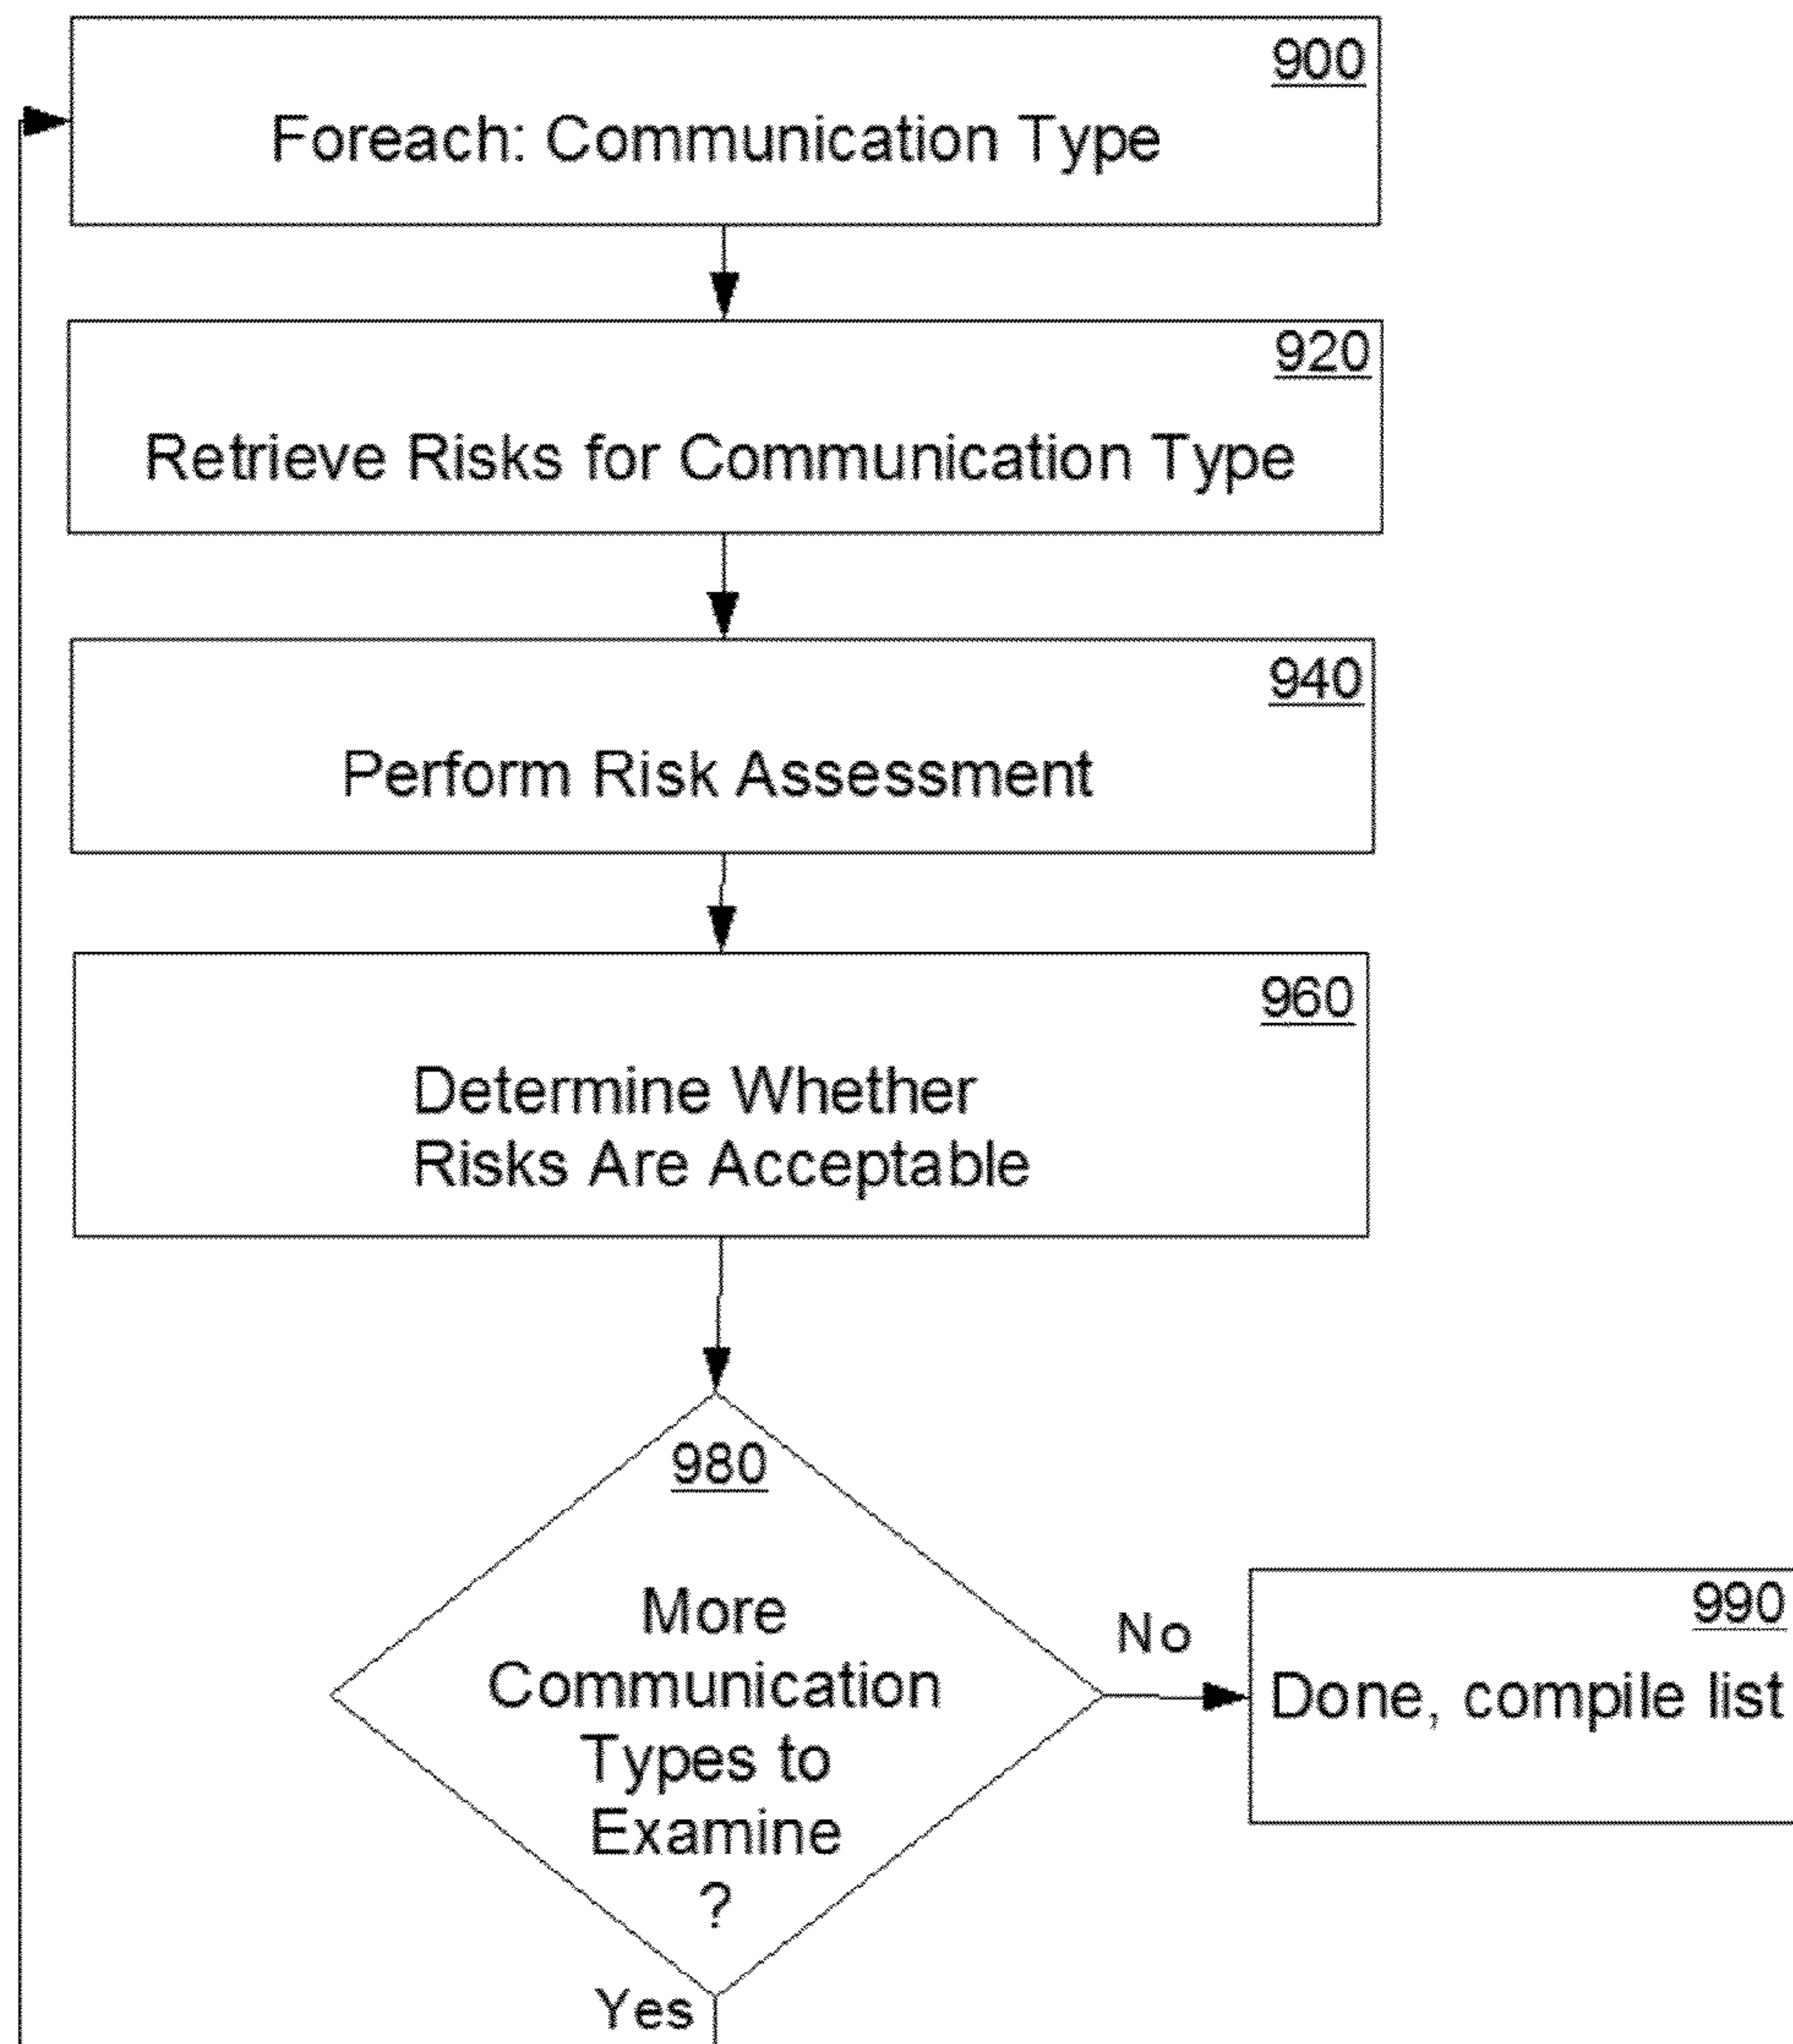 900
Foreach: Communication Type
920
Retrieve Risks for Communication Type
940
Perform Risk Assessment
960
Determine Whether
Risks Are Acceptable
980
More
Communication
Types to
Examine
?
No
990
Done, compile list
Yes